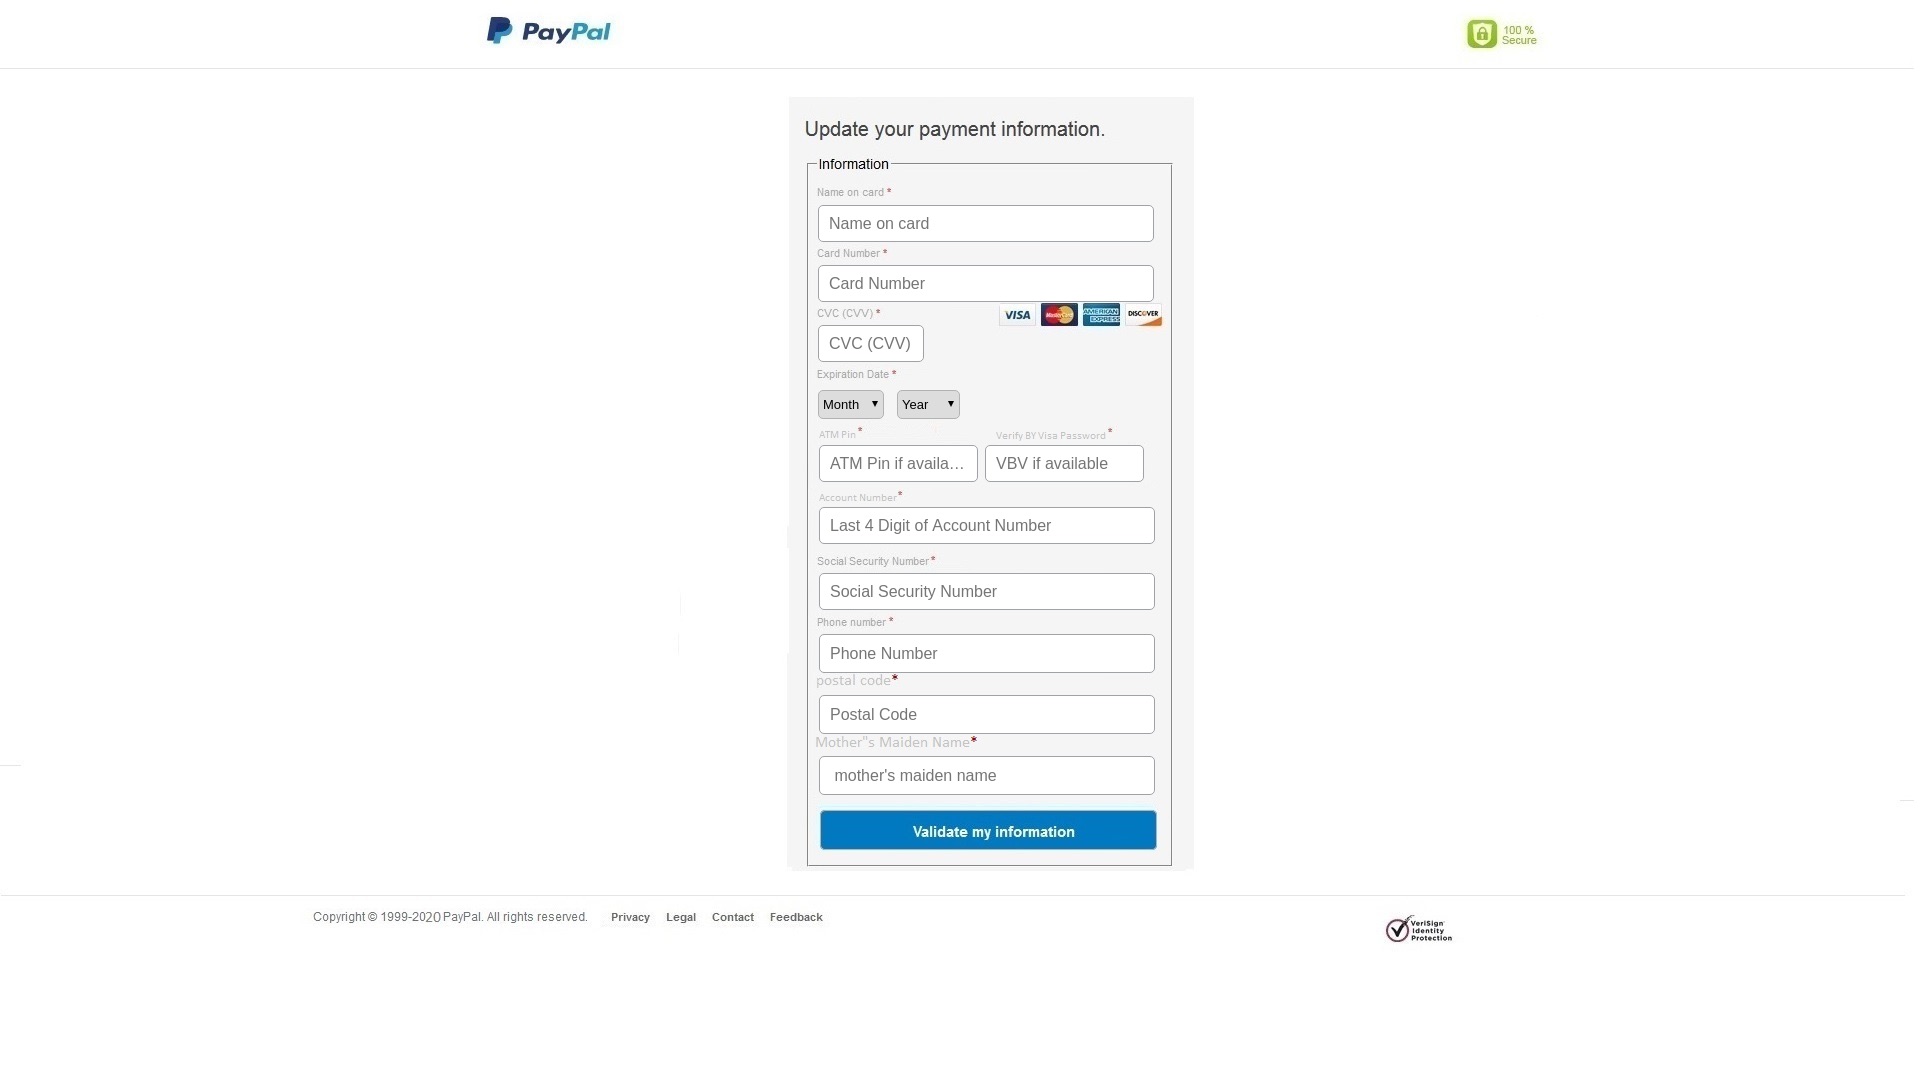 PayPal
100 %
Secure
Update your payment information.
Information
Name on card *
Name on card
Card Number *
Card Number
CVC (CVV) *
VISA MasterCard AMERICAN EXPRESS DISCOVER
CVC (CVV)
Expiration Date *
Month Year
ATM Pin* Verify BY Visa Password*
ATM Pin if availa… VBV if available
Account Number*
Last 4 Digit of Account Number
Social Security Number*
Social Security Number
Phone number *
Phone Number
postal code*
Postal Code
Mother"s Maiden Name*
mother's maiden name
Validate my information
Copyright © 1999-2020 PayPal. All rights reserved. Privacy Legal Contact Feedback
VeriSign
Identity
Protection